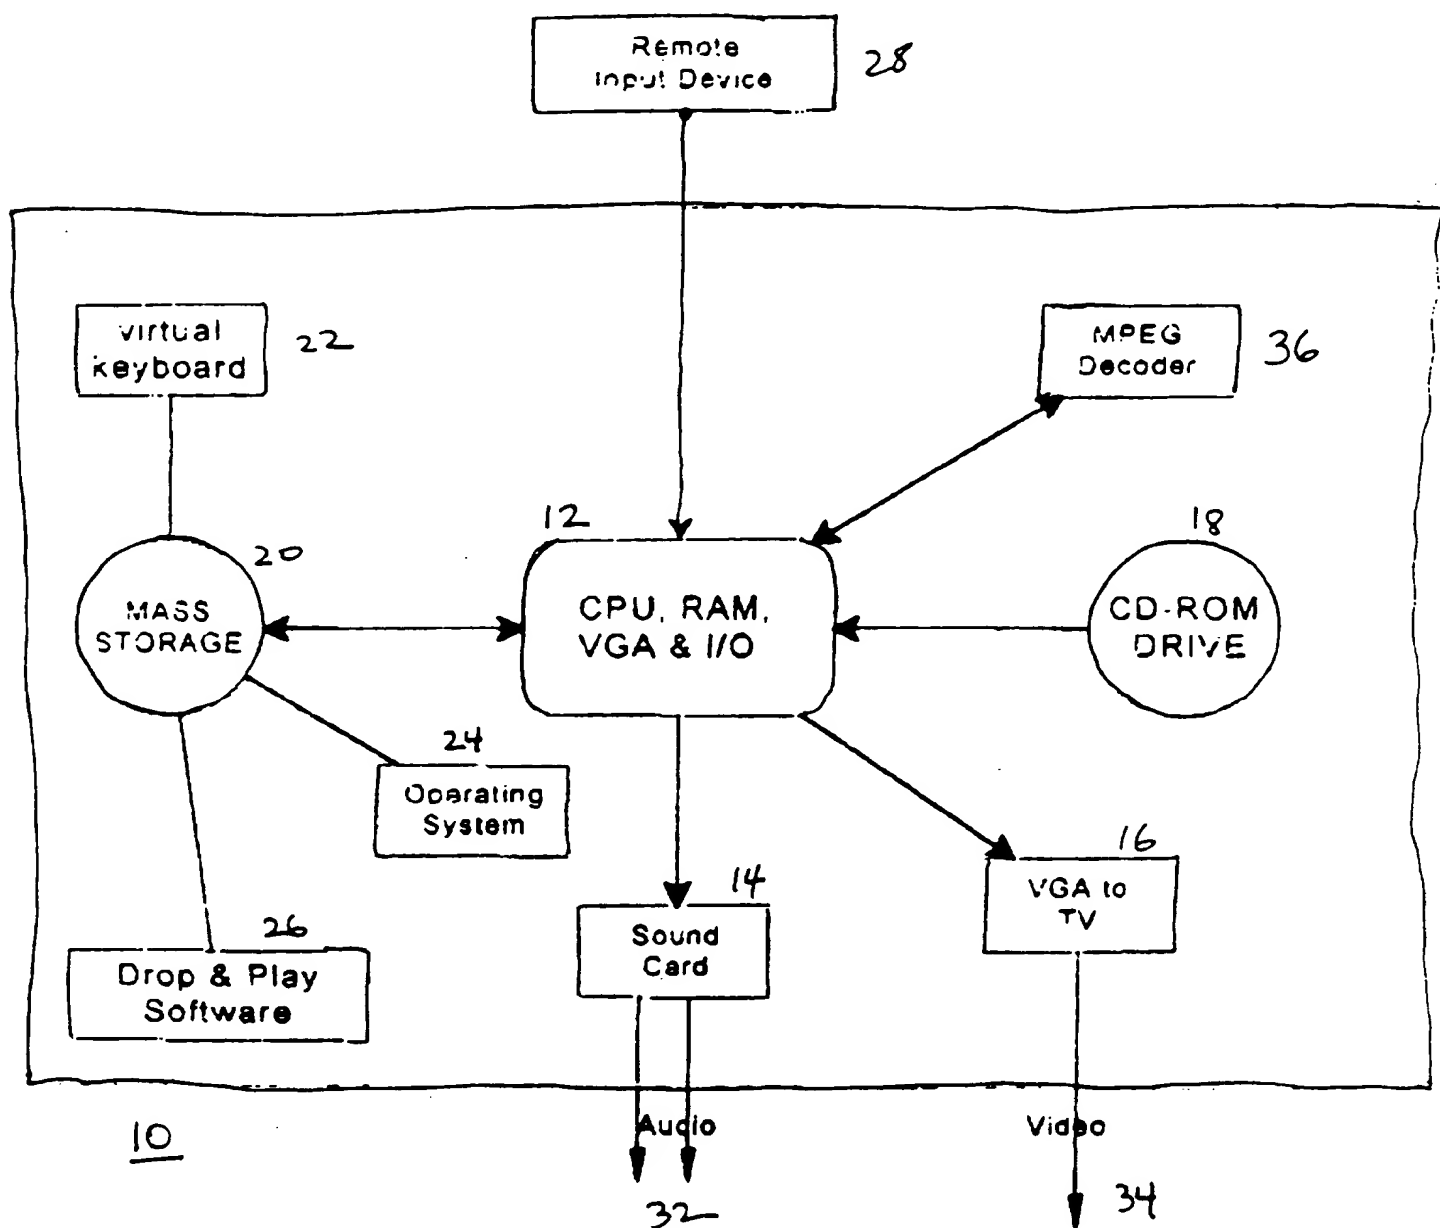 Remote
Input Device
28
Virtual
Keyboard
22
MPEG
Decoder
36
12
18
20
MASS
STORAGE
CPU, RAM,
VGA & I/O
CD-ROM
DRIVE
24
Operating
System
16
VGA to
TV
14
Sound
Card
26
Drop & Play
Software
10
Audio
Video
32
34